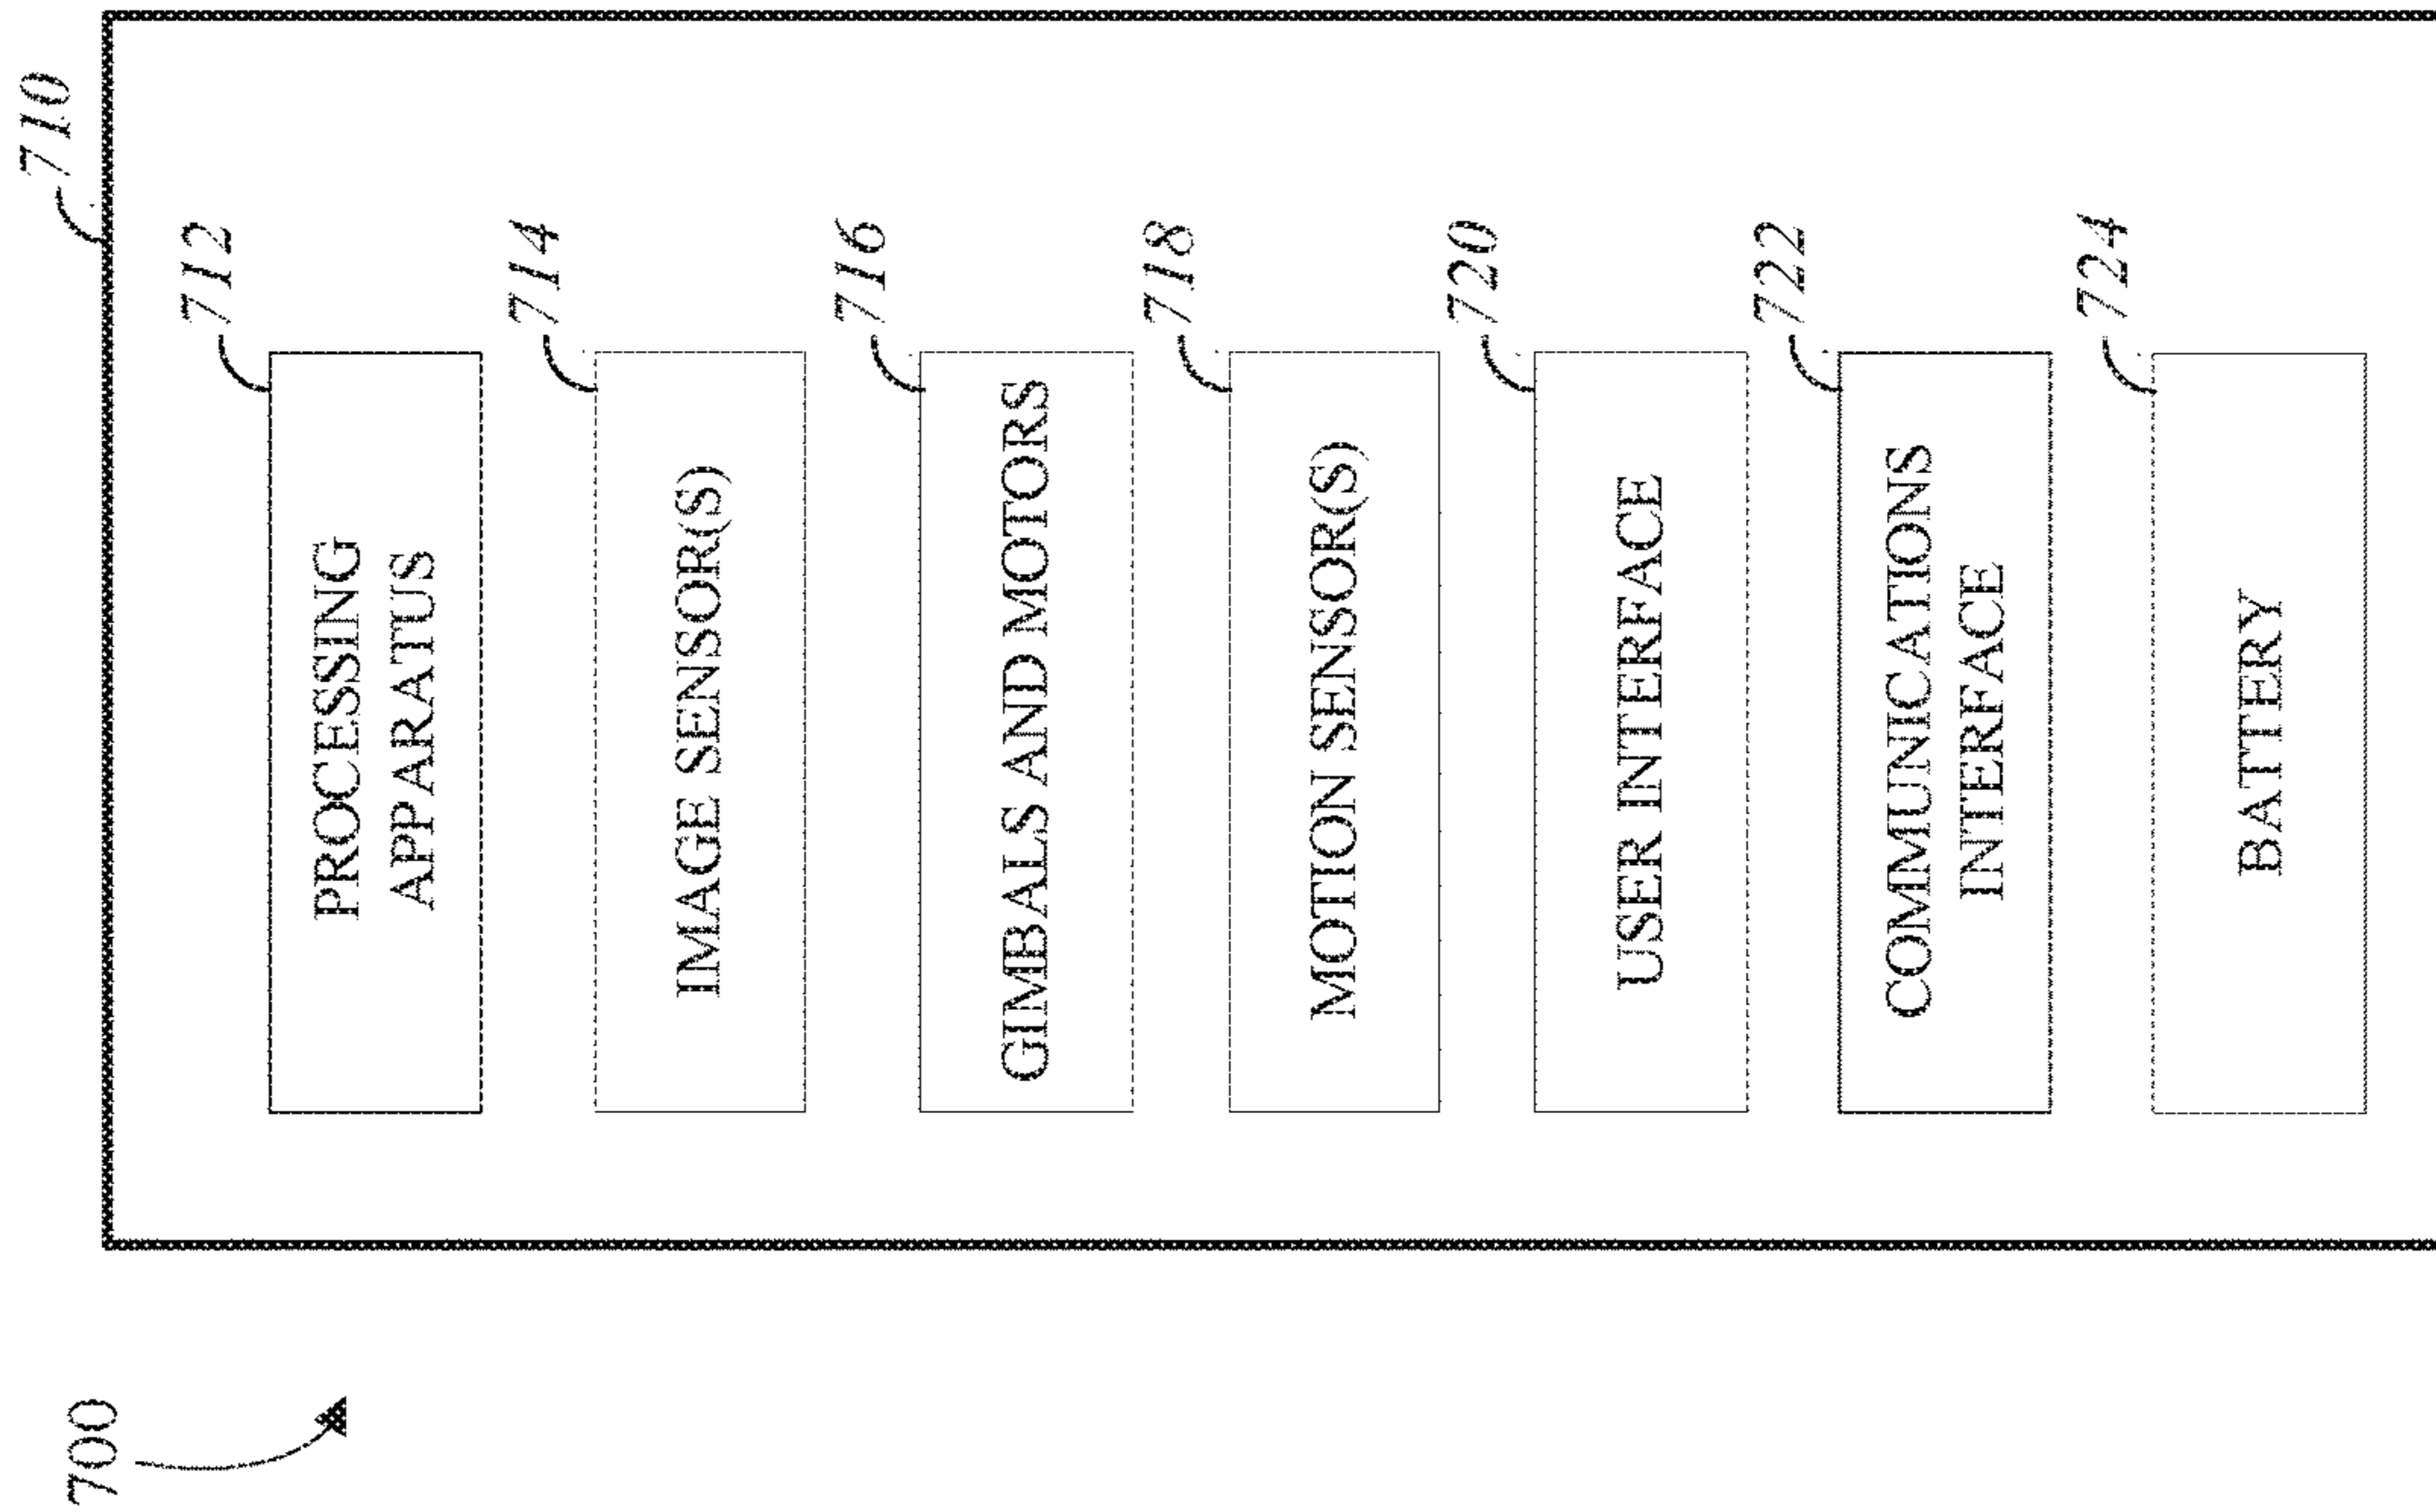 700
710
712
PROCESSING
APPARATUS
714
IMAGE SENSOR(S)
716
GIMBALS AND MOTORS
718
MOTION SENSOR(S)
720
USER INTERFACE
722
COMMUNICATIONS
INTERFACE
724
BATTERY